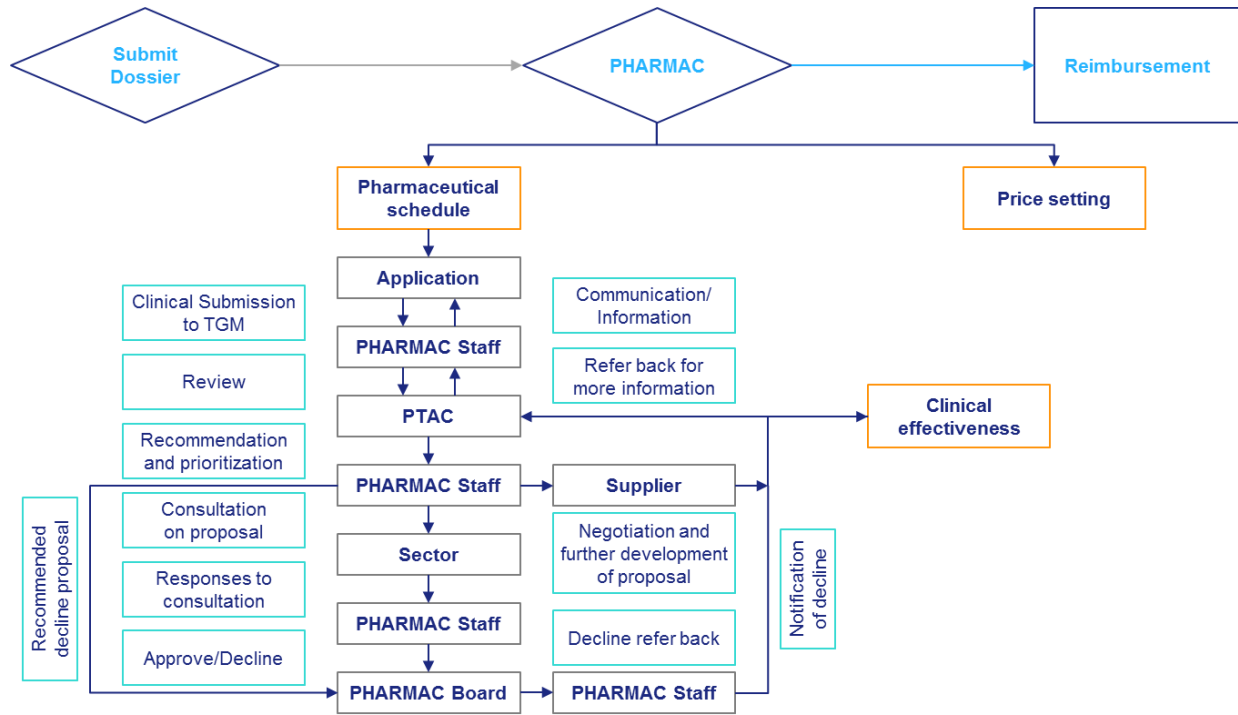 Submit
Dossier
PHARMAC
Reimbursement
Pharmaceutical
schedule
Price setting
Application
Clinical Submission
to TGM
Communication/
Information
PHARMAC Staff
Review
Refer back for
more information
PTAC
Clinical
effectiveness
Recommendation
and prioritization
PHARMAC Staff
Supplier
Recommended
decline proposal
Consultation
on proposal
Negotiation and
further development
of proposal
Notification
of decline
Sector
Responses to
consultation
PHARMAC Staff
Decline refer back
Approve/Decline
PHARMAC Board
PHARMAC Staff